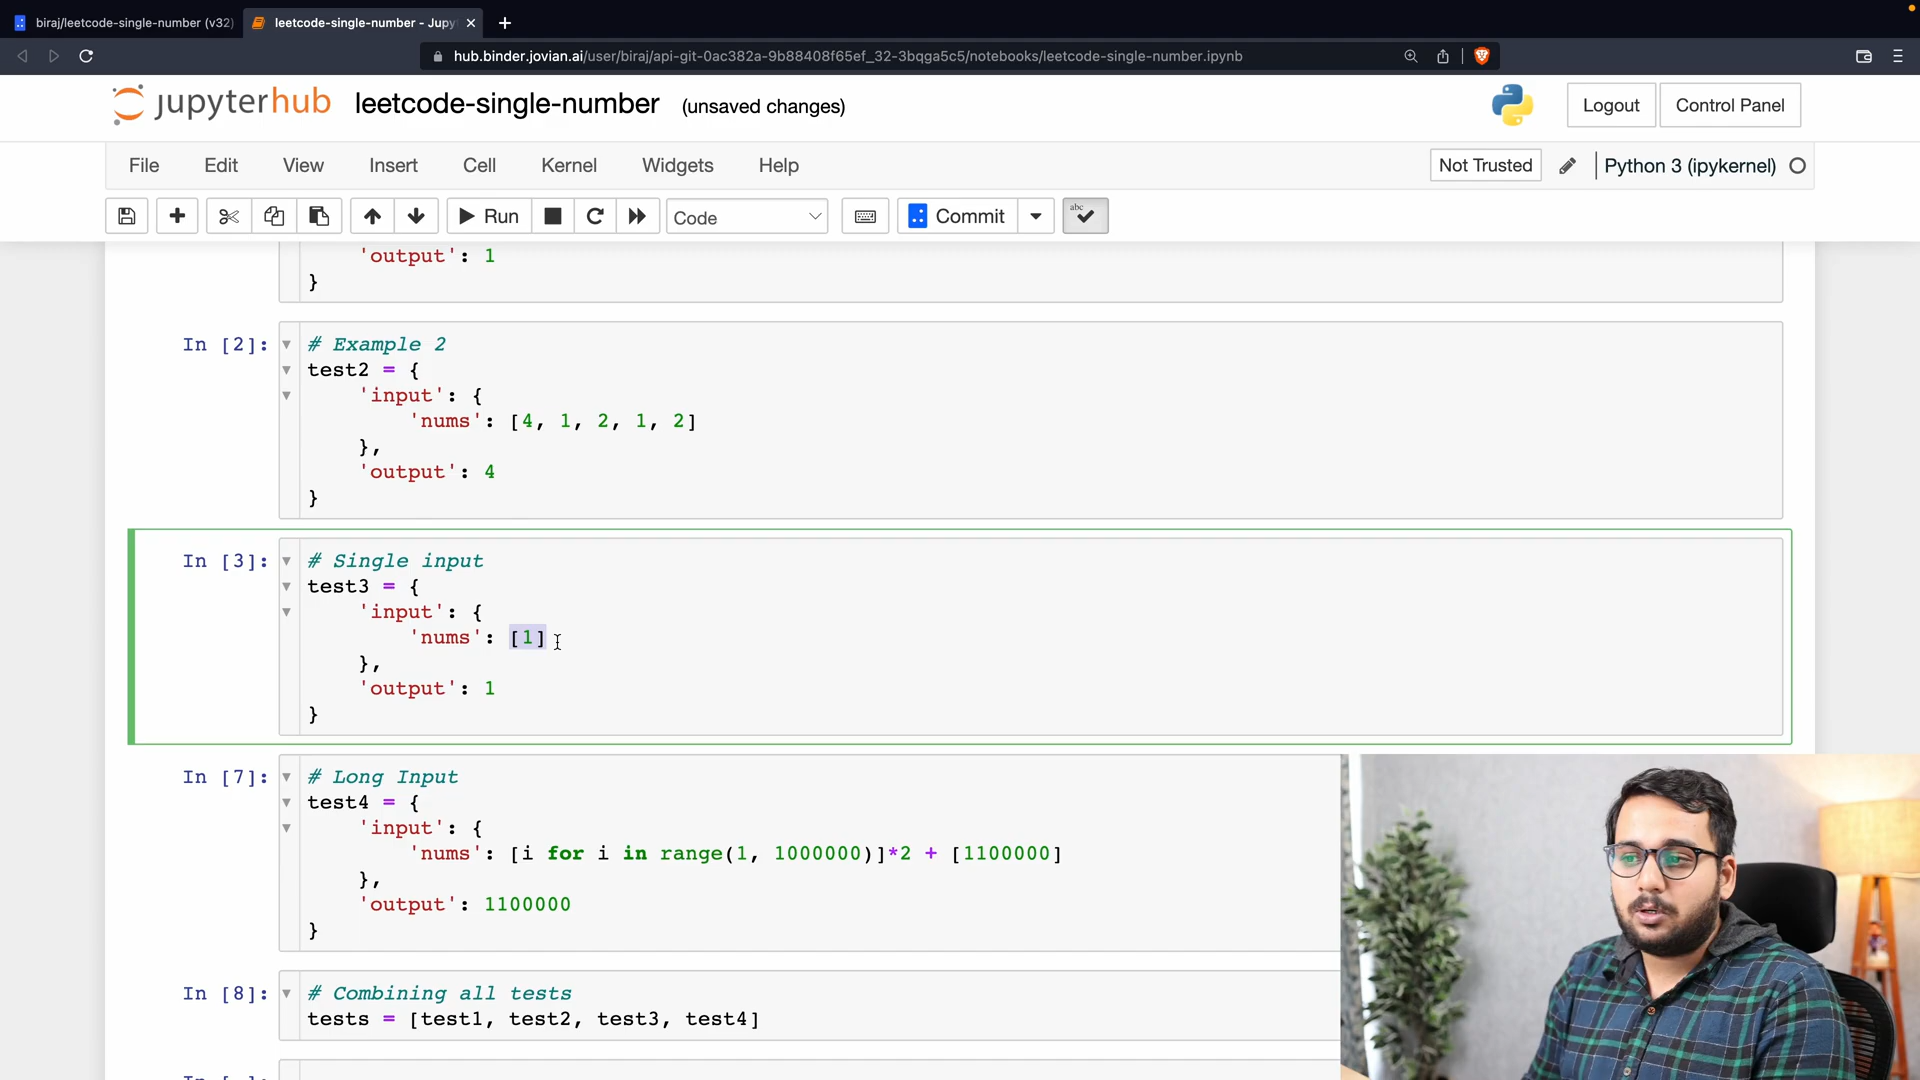 biraj/leetcode-single-number (v32)
leetcode-single-number - Jupy
hub.binder.jovian.ai/user/biraj/api-git-0ac382a-9b88408f65ef_32-3bqga5c5/notebooks/leetcode-single-number.ipynb
jupyterhub leetcode-single-number (unsaved changes)
Logout Control Panel
File Edit View Insert Cell Kernel Widgets Help
Not Trusted Python 3 (ipykernel)
Run Code Commit abc
'output': 1
}
In [2]: # Example 2
test2 = {
'input': {
'nums': [4, 1, 2, 1, 2]
},
'output': 4
}
In [3]: # Single input
test3 = {
'input': {
'nums': [1]
},
'output': 1
}
In [7]: # Long Input
test4 = {
'input': {
'nums': [i for i in range(1, 1000000)]*2 + [1100000]
},
'output': 1100000
}
In [8]: # Combining all tests
tests = [test1, test2, test3, test4]